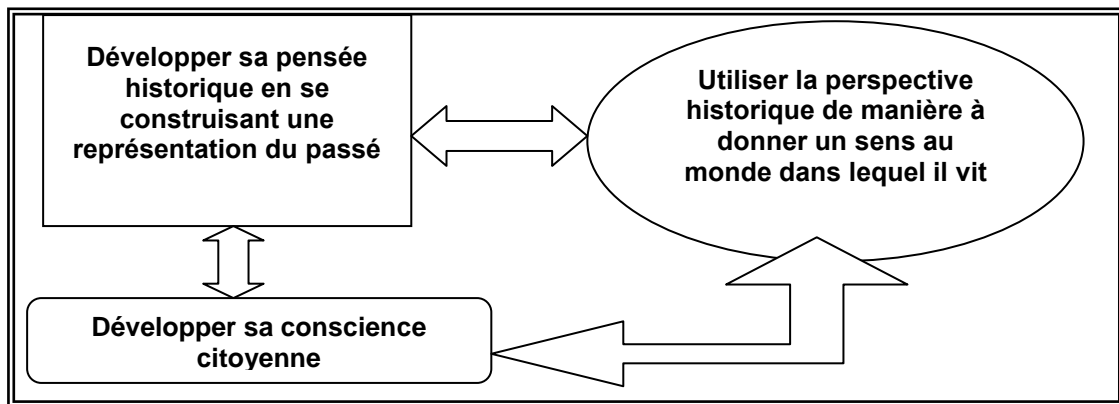 Développer sa pensée
historique en se
construisant une
représentation du passé
Utiliser la perspective
historique de manière à
donner un sens au
monde dans lequel il vit
Développer sa conscience
citoyenne